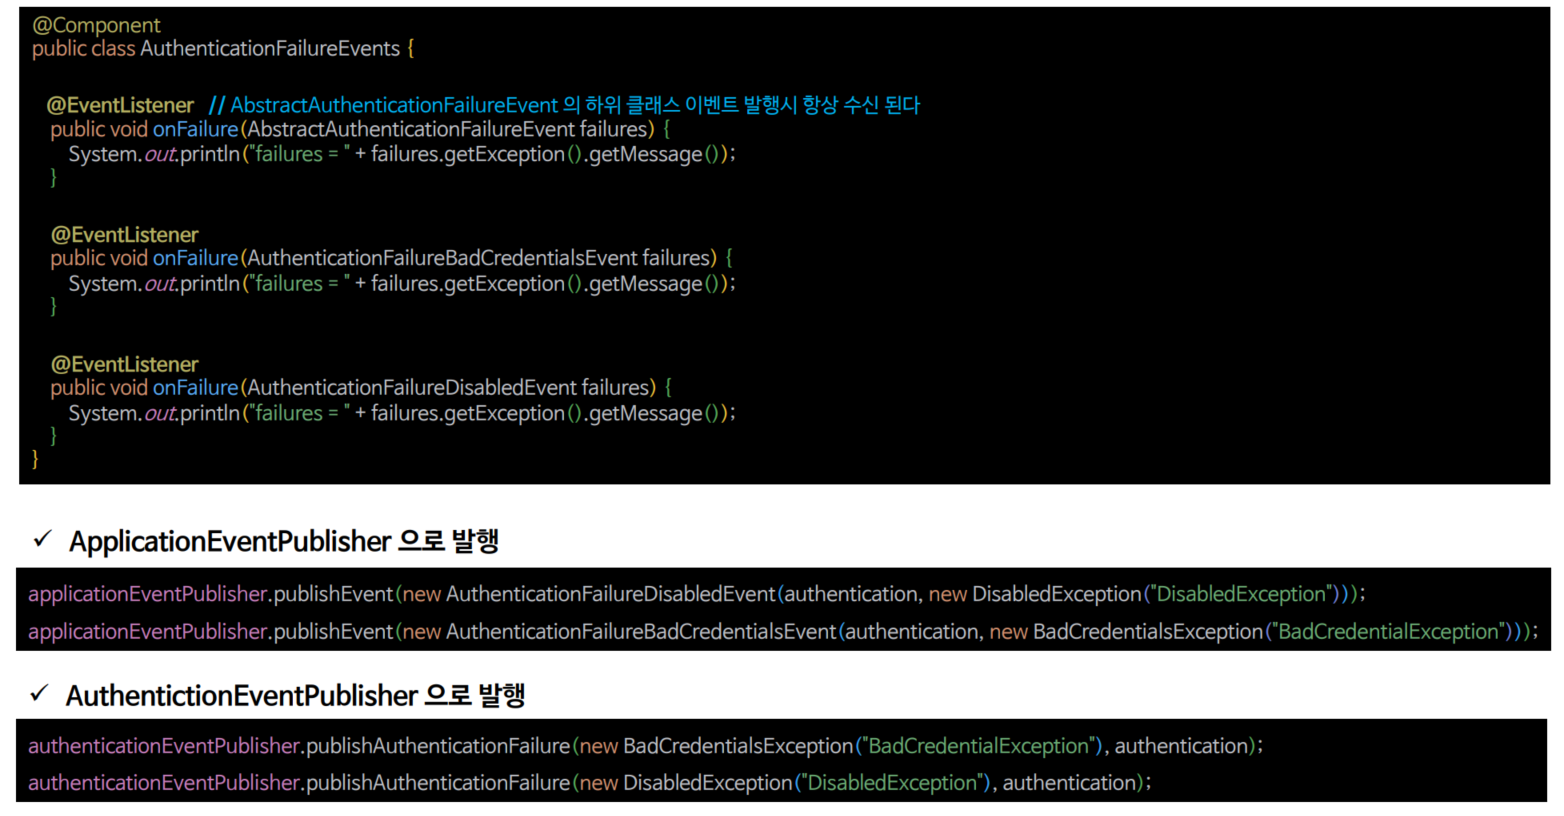 @Component
public class AuthenticationFailureEvents {
@EventListener // AbstractAuthenticationFailureEvent 의 하위 클래스 이벤트 발행시 항상 수신 된다
public void onFailure(AbstractAuthenticationFailureEvent failures) {
System.out.println("failures = " + failures.getException().getMessage());
}
@EventListener
public void onFailure(AuthenticationFailureBadCredentialsEvent failures) {
System.out.println("failures = " + failures.getException().getMessage());
}
@EventListener
public void onFailure(AuthenticationFailureDisabledEvent failures) {
System.out.println("failures = " + failures.getException().getMessage());
}
}
✓ ApplicationEventPublisher 으로 발행
applicationEventPublisher.publishEvent(new AuthenticationFailureDisabledEvent(authentication, new DisabledException("DisabledException")));
applicationEventPublisher.publishEvent(new AuthenticationFailureBadCredentialsEvent(authentication, new BadCredentialsException("BadCredentialException")));
✓ AuthentictionEventPublisher 으로 발행
authenticationEventPublisher.publishAuthenticationFailure(new BadCredentialsException("BadCredentialException"), authentication);
authenticationEventPublisher.publishAuthenticationFailure(new DisabledException("DisabledException"), authentication);